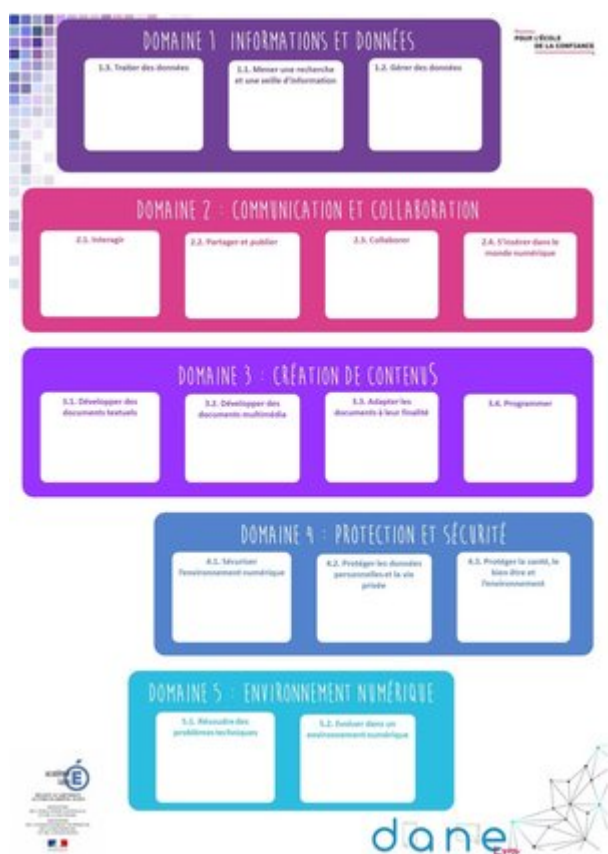 DOMAINE 1 INFORMATIONS ET DONNÉES
POUR L'ÉCOLE
DE LA CONFIANCE
1.3. Traiter des données
1.1. Mener une recherche
et une veille d'information
1.2. Gérer des données
DOMAINE 2 : COMMUNICATION ET COLLABORATION
2.1. Interagir
2.2. Partager et publier
2.3. Collaborer
2.4. S'insérer dans le
monde numérique
DOMAINE 3 : CRÉATION DE CONTENUS
3.1. Développer des
documents textuels
3.2. Développer des
documents multimédia
3.3. Adapter les
documents à leur finalité
3.4. Programmer
DOMAINE 4 : PROTECTION ET SÉCURITÉ
4.1. Sécuriser
l'environnement numérique
4.2. Protéger les données
personnelles et la vie
privée
4.3. Protéger la santé, le
bien être et
l'environnement
DOMAINE 5 : ENVIRONNEMENT NUMÉRIQUE
5.1. Résoudre des
problèmes techniques
5.2. Evoluer dans un
environnement numérique
dane